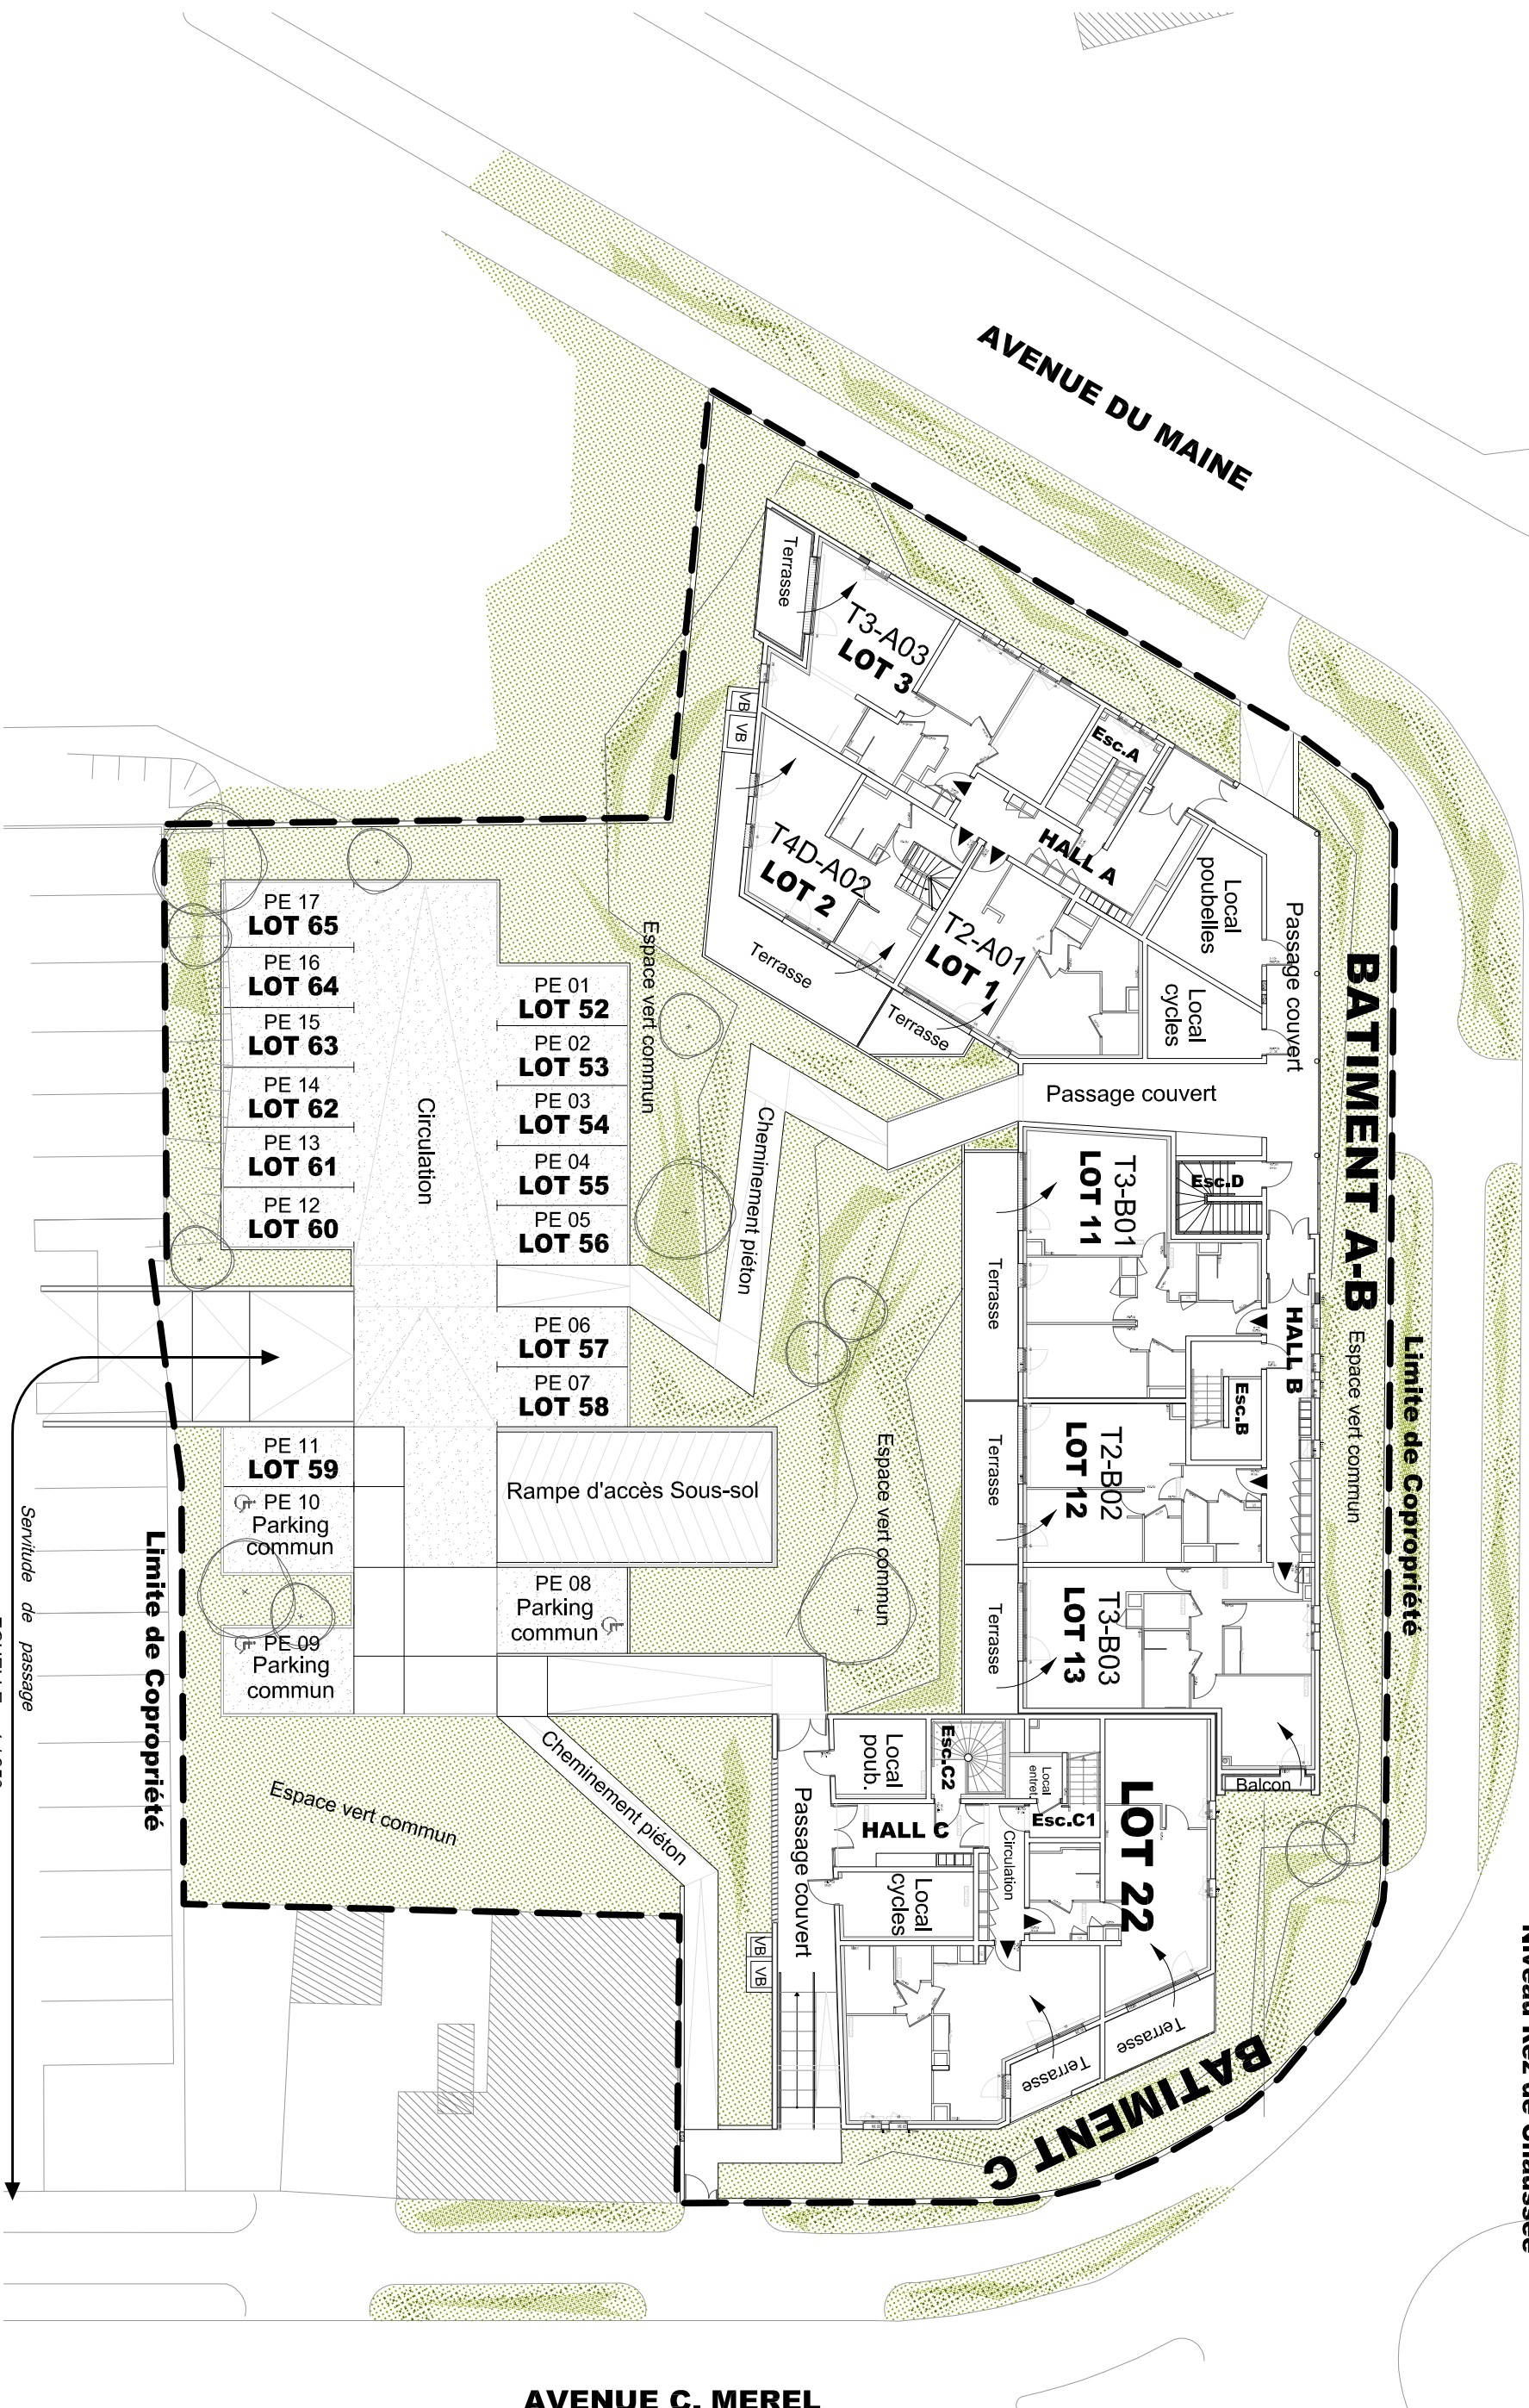 AVENUE DU MAINE
Terrasse
T3-A03
LOT 3
VB
VB
Esc.A
HALL A
T4D-A02
LOT 2
Terrasse
T2-A01
LOT 1
Terrasse
Local
poubelles
Local
cycles
Passage couvert
Passage couvert
BATIMENT A-B
Espace vert commun
Limite de Copropriété
PE 17
LOT 65
PE 16
LOT 64
PE 15
LOT 63
PE 14
LOT 62
PE 13
LOT 61
PE 12
LOT 60
Circulation
PE 01
LOT 52
PE 02
LOT 53
PE 03
LOT 54
PE 04
LOT 55
PE 05
LOT 56
PE 06
LOT 57
PE 07
LOT 58
Espace vert commun
Cheminement piéton
T3-B01
LOT 11
Esc.D
Terrasse
HALL B
Esc.B
T2-B02
LOT 12
Terrasse
T3-B03
LOT 13
Terrasse
Balcon
Espace vert commun
PE 11
LOT 59
PE 10
Parking
commun
PE 09
Parking
commun
Rampe d'accès Sous-sol
PE 08
Parking
commun
Servitude de passage
Limite de Copropriété
Espace vert commun
Cheminement piéton
Passage couvert
Local
poub.
Esc.C2
Local
entret
Esc.C1
HALL C
Circulation
Local
cycles
LOT 22
VB
VB
Terrasse
Terrasse
BATIMENT C
Niveau Rez de Chaussée
AVENUE C. MEREL